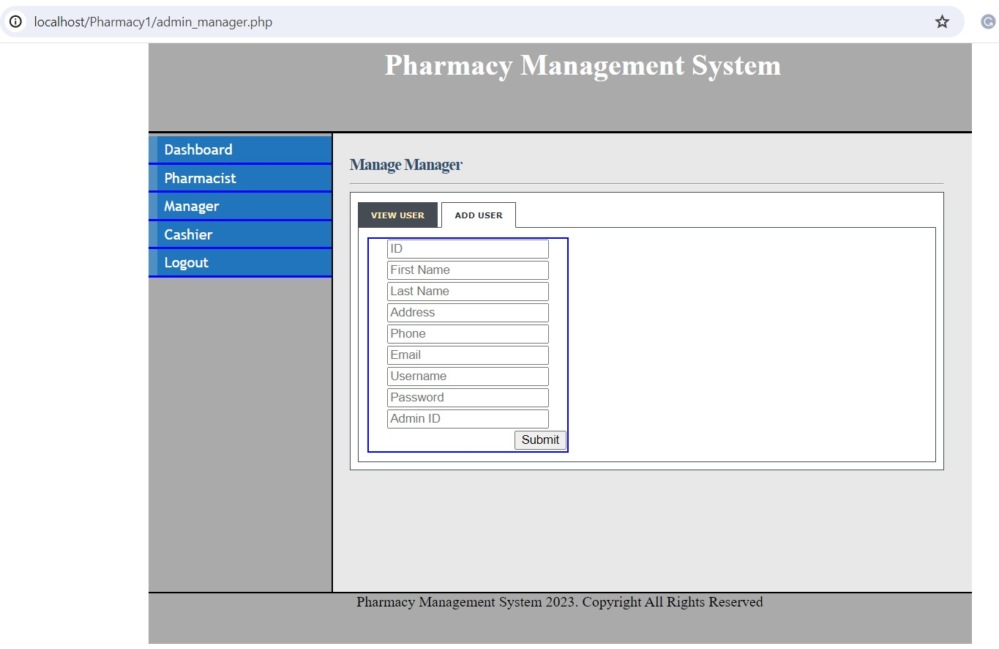 localhost/Pharmacy1/admin_manager.php
G
Pharmacy Management System
Dashboard
Pharmacist
Manager
Cashier
Logout
Manage Manager
VIEW USER ADD USER
ID
First Name
Last Name
Address
Phone
Email
Username
Password
Admin ID
Submit
Pharmacy Management System 2023. Copyright All Rights Reserved